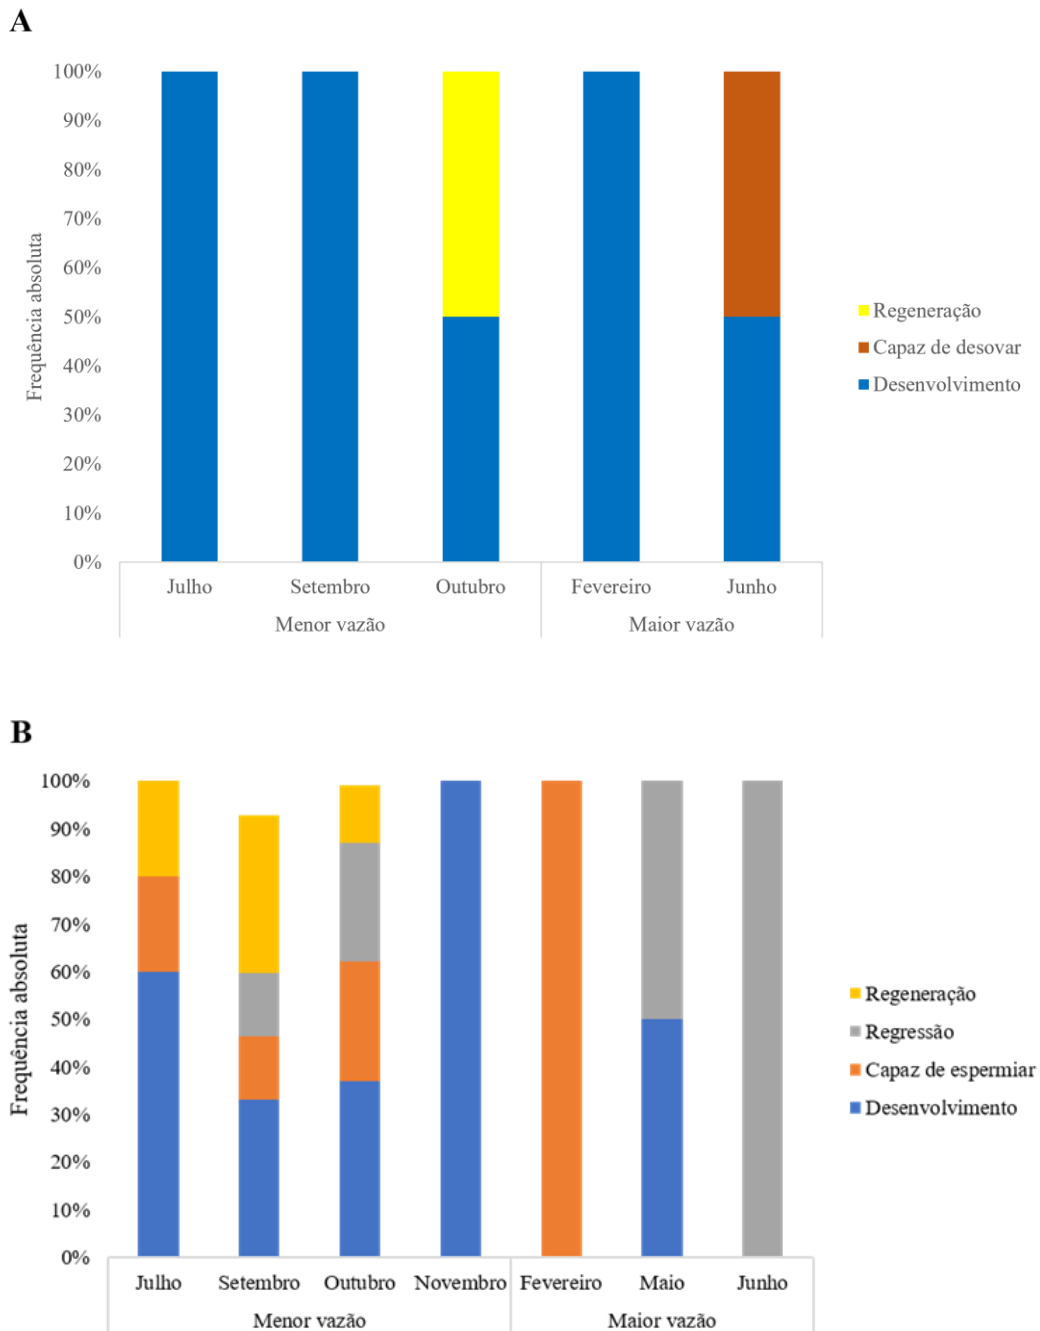 A
100%
90%
80%
70%
60%
50%
40%
30%
20%
10%
0%
Frequência absoluta
Regeneração
Capaz de desovar
Desenvolvimento
Julho Setembro Outubro Fevereiro Junho
Menor vazão Maior vazão
B
100%
90%
80%
70%
60%
50%
40%
30%
20%
10%
0%
Frequência absoluta
Regeneração
Regressão
Capaz de espermiar
Desenvolvimento
Julho Setembro Outubro Novembro Fevereiro Maio Junho
Menor vazão Maior vazão